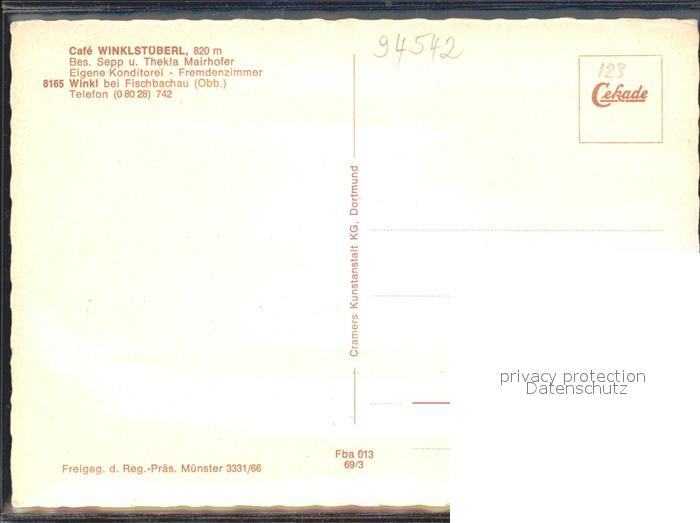 Café WINKLSTÜBERL, 820 m
Bes. Sepp u. Thekla Mairhofer
Eigene Konditorei - Fremdenzimmer
8165 Winkl bei Fischbachau (Obb.)
Telefon (0 80 28) 742
94542
123
Cekade
Cramers Kunstanstalt KG, Dortmund
privacy protection
Datenschutz
Fba 013
69/3
Freigeg. d. Reg.-Präs. Münster 3331/66